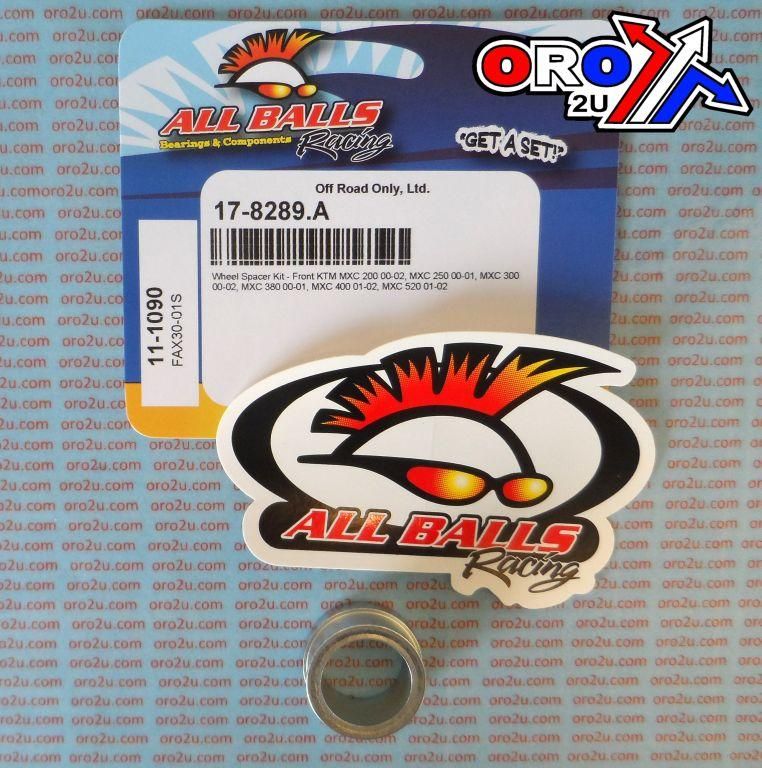 ORO
2U
ALL BALLS
Racing
Bearings & Components
"GET A SET!"
Off Road Only, Ltd.
17-8289.A
Wheel Spacer Kit - Front KTM MXC 200 00-02, MXC 250 00-01, MXC 300
00-02, MXC 380 00-01, MXC 400 01-02, MXC 520 01-02
11-1090
FAX30-01S
ALL BALLS
Racing
oro2u.com